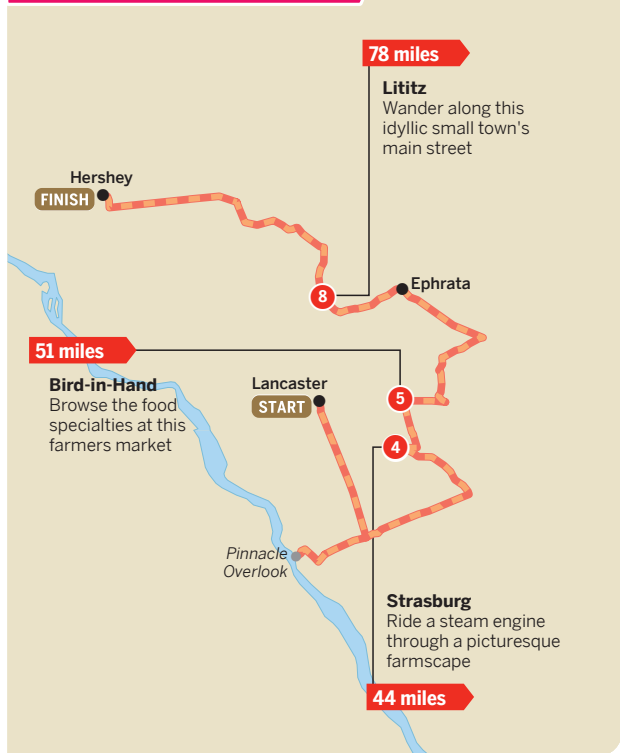 78 miles
Lititz
Wander along this
idyllic small town's
main street
Hershey
FINISH
Ephrata
8
51 miles
Bird-in-Hand
Browse the food
specialties at this
farmers market
Lancaster
START
5
4
Pinnacle
Overlook
Strasburg
Ride a steam engine
through a picturesque
farmscape
44 miles